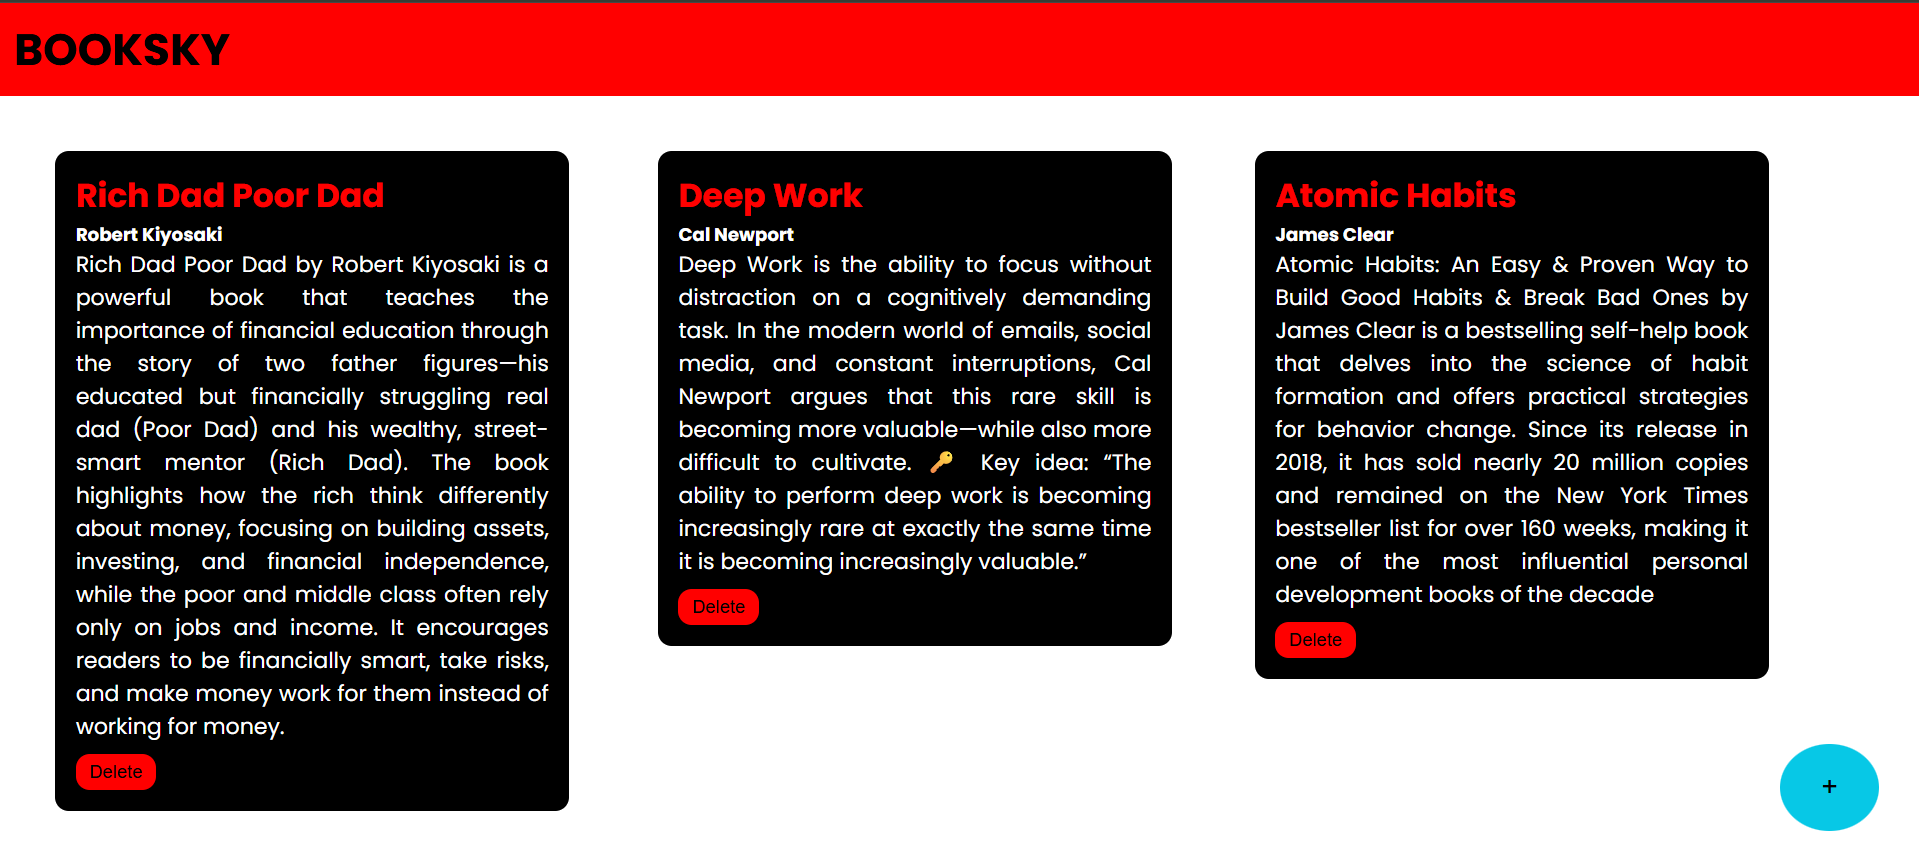 BOOKSKY
Rich Dad Poor Dad
Robert Kiyosaki
Rich Dad Poor Dad by Robert Kiyosaki is a
powerful book that teaches the
importance of financial education through
the story of two father figures—his
educated but financially struggling real
dad (Poor Dad) and his wealthy, street-
smart mentor (Rich Dad). The book
highlights how the rich think differently
about money, focusing on building assets,
investing, and financial independence,
while the poor and middle class often rely
only on jobs and income. It encourages
readers to be financially smart, take risks,
and make money work for them instead of
working for money.
Delete
Deep Work
Cal Newport
Deep Work is the ability to focus without
distraction on a cognitively demanding
task. In the modern world of emails, social
media, and constant interruptions, Cal
Newport argues that this rare skill is
becoming more valuable—while also more
difficult to cultivate. 🔑 Key idea: “The
ability to perform deep work is becoming
increasingly rare at exactly the same time
it is becoming increasingly valuable.”
Delete
Atomic Habits
James Clear
Atomic Habits: An Easy & Proven Way to
Build Good Habits & Break Bad Ones by
James Clear is a bestselling self-help book
that delves into the science of habit
formation and offers practical strategies
for behavior change. Since its release in
2018, it has sold nearly 20 million copies
and remained on the New York Times
bestseller list for over 160 weeks, making it
one of the most influential personal
development books of the decade
Delete
+